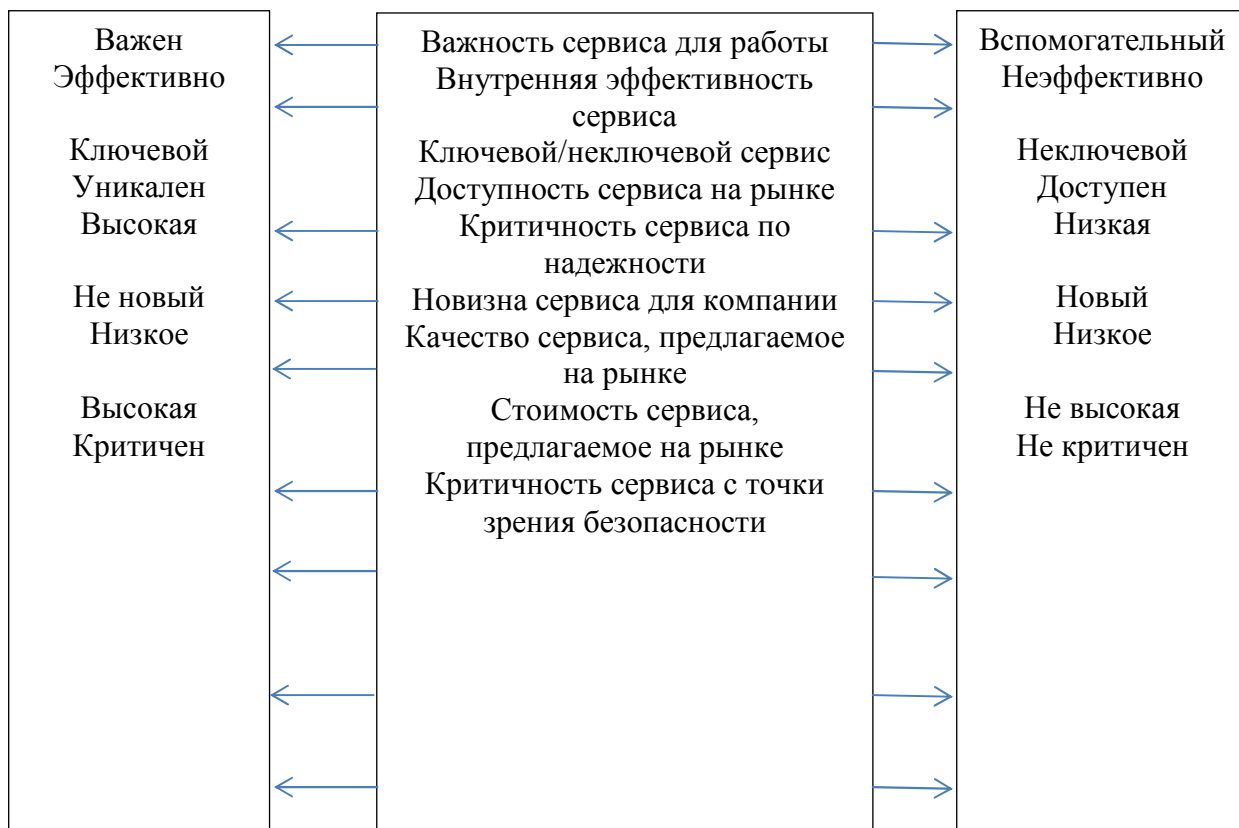 Важен
Эффективно
Ключевой
Уникален
Высокая
Не новый
Низкое
Высокая
Критичен
Важность сервиса для работы
Внутренняя эффективность
сервиса
Ключевой/неключевой сервис
Доступность сервиса на рынке
Критичность сервиса по
надежности
Новизна сервиса для компании
Качество сервиса, предлагаемое
на рынке
Стоимость сервиса,
предлагаемое на рынке
Критичность сервиса с точки
зрения безопасности
Вспомогательный
Неэффективно
Неключевой
Доступен
Низкая
Новый
Низкое
Не высокая
Не критичен